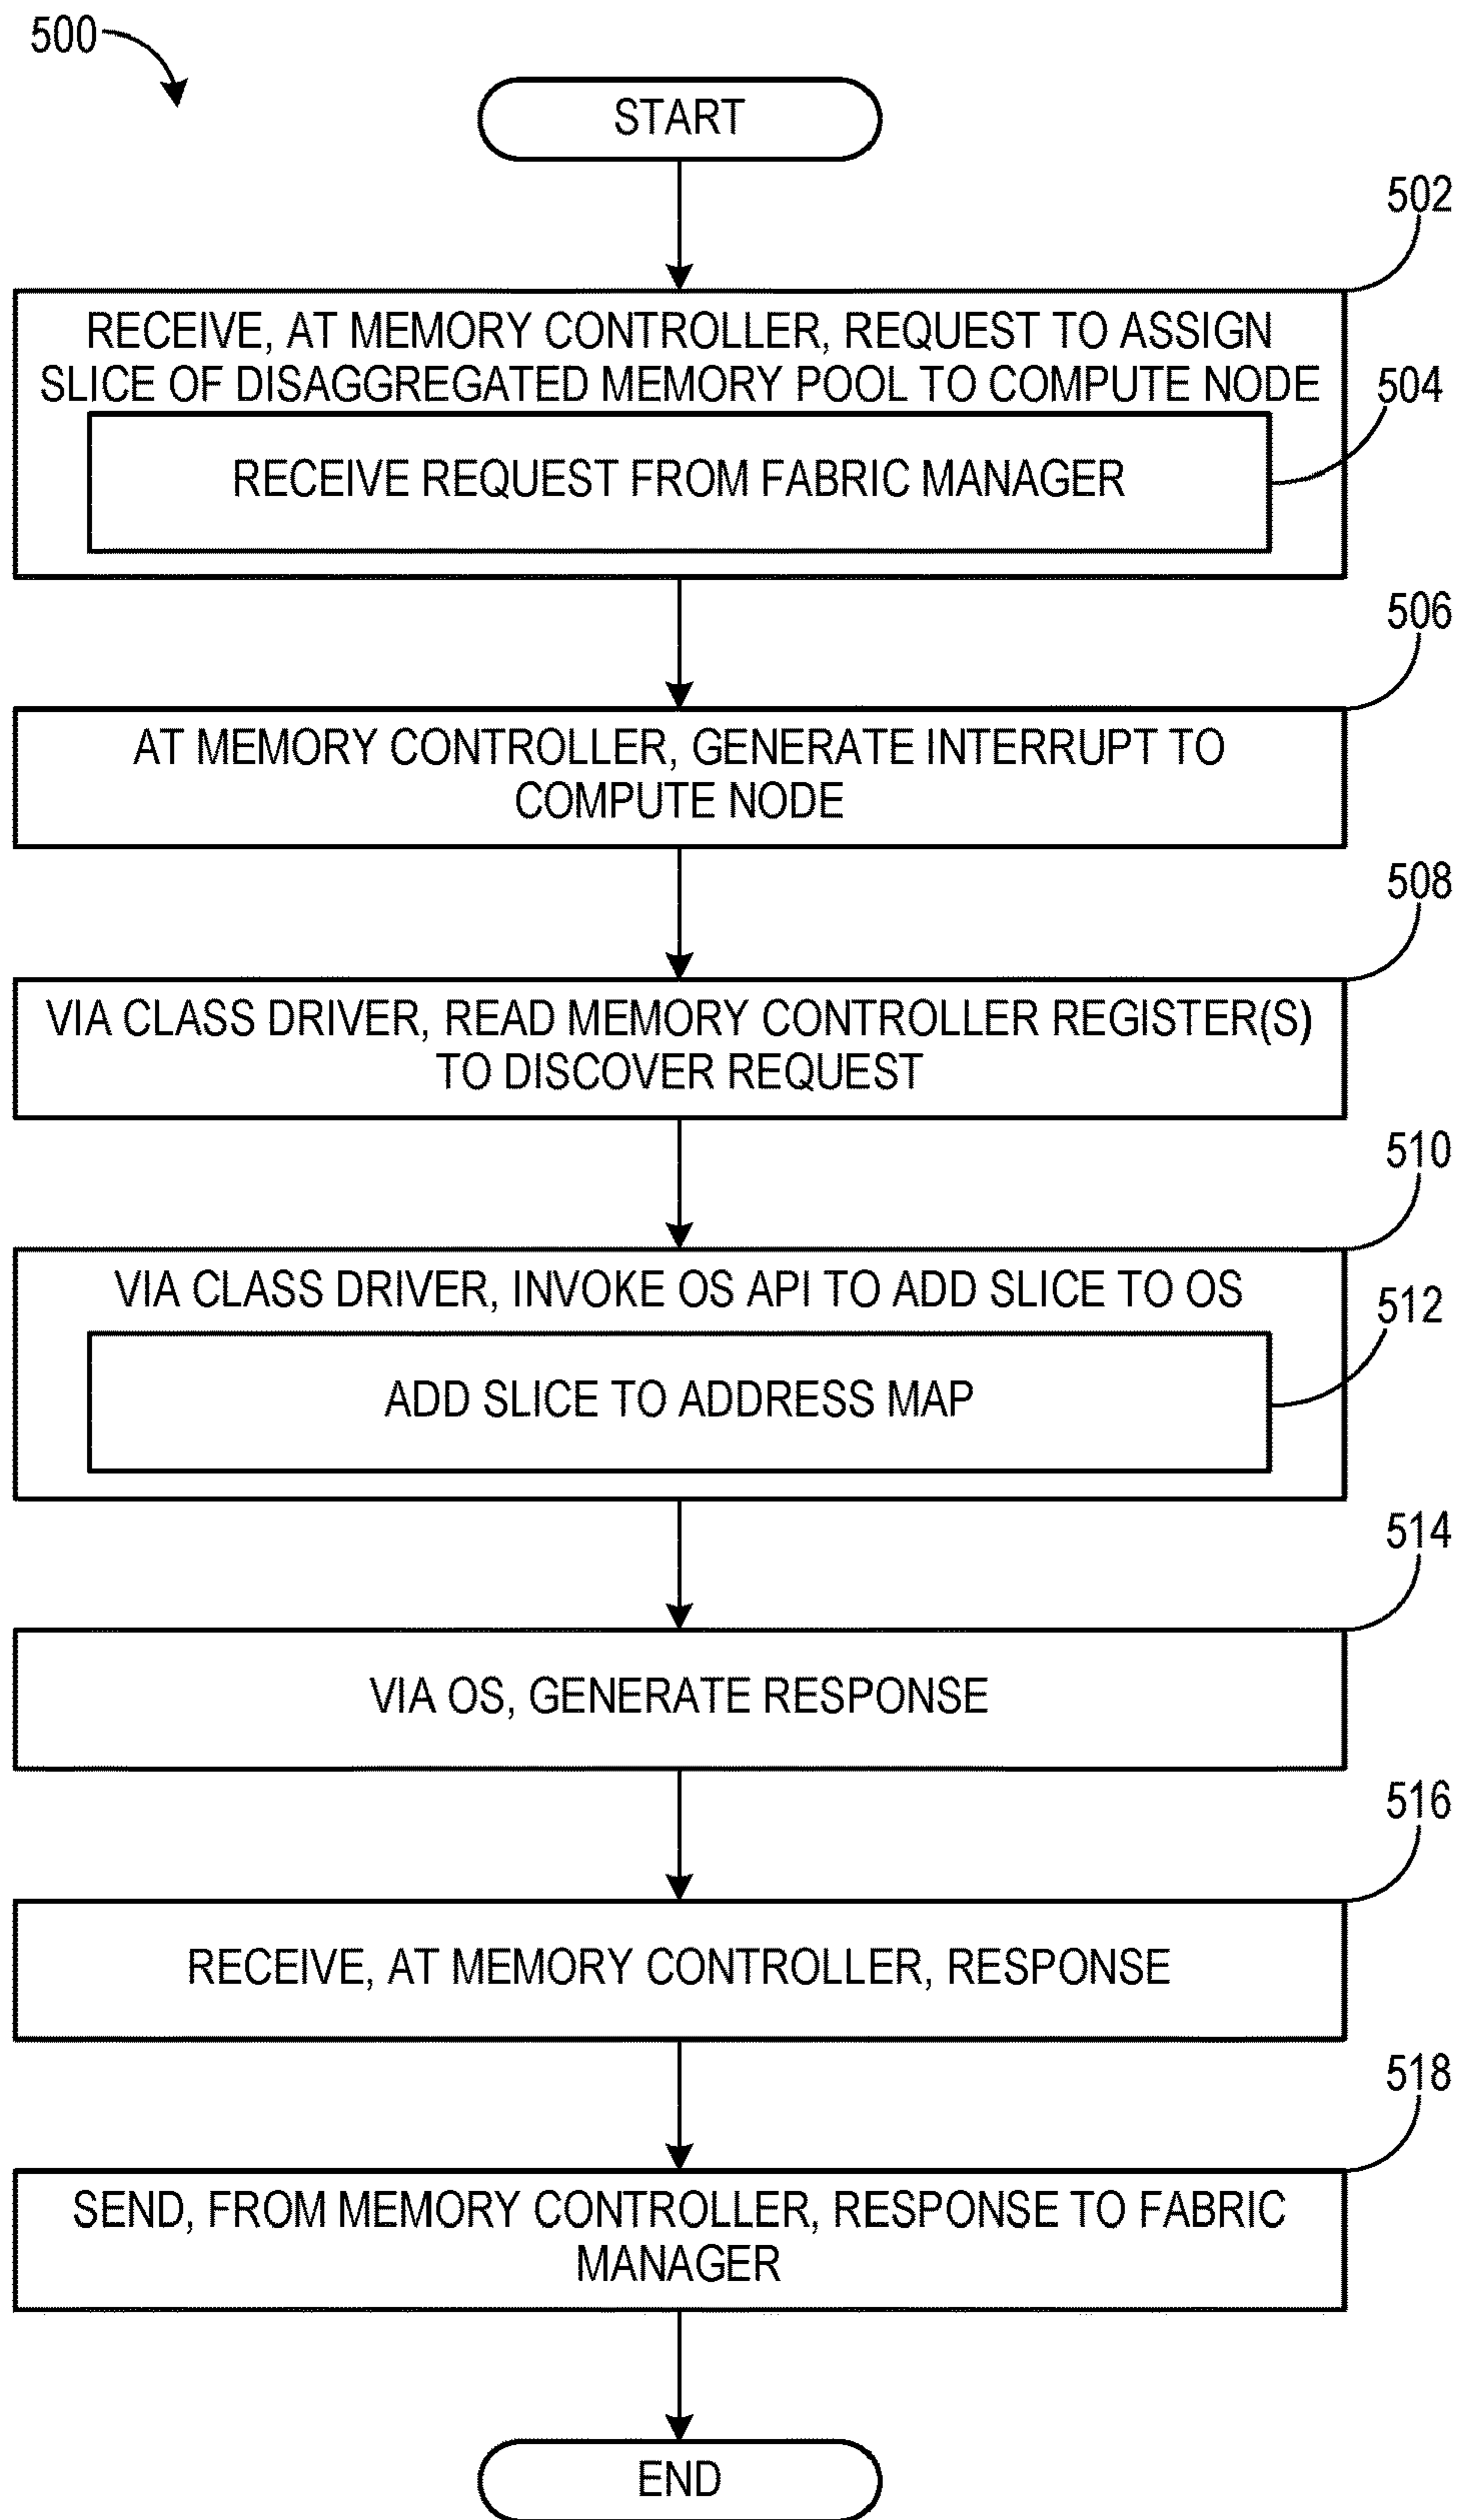 500
START
502
RECEIVE, AT MEMORY CONTROLLER, REQUEST TO ASSIGN
SLICE OF DISAGGREGATED MEMORY POOL TO COMPUTE NODE
504
RECEIVE REQUEST FROM FABRIC MANAGER
506
AT MEMORY CONTROLLER, GENERATE INTERRUPT TO
COMPUTE NODE
508
VIA CLASS DRIVER, READ MEMORY CONTROLLER REGISTER(S)
TO DISCOVER REQUEST
510
VIA CLASS DRIVER, INVOKE OS API TO ADD SLICE TO OS
512
ADD SLICE TO ADDRESS MAP
514
VIA OS, GENERATE RESPONSE
516
RECEIVE, AT MEMORY CONTROLLER, RESPONSE
518
SEND, FROM MEMORY CONTROLLER, RESPONSE TO FABRIC
MANAGER
END